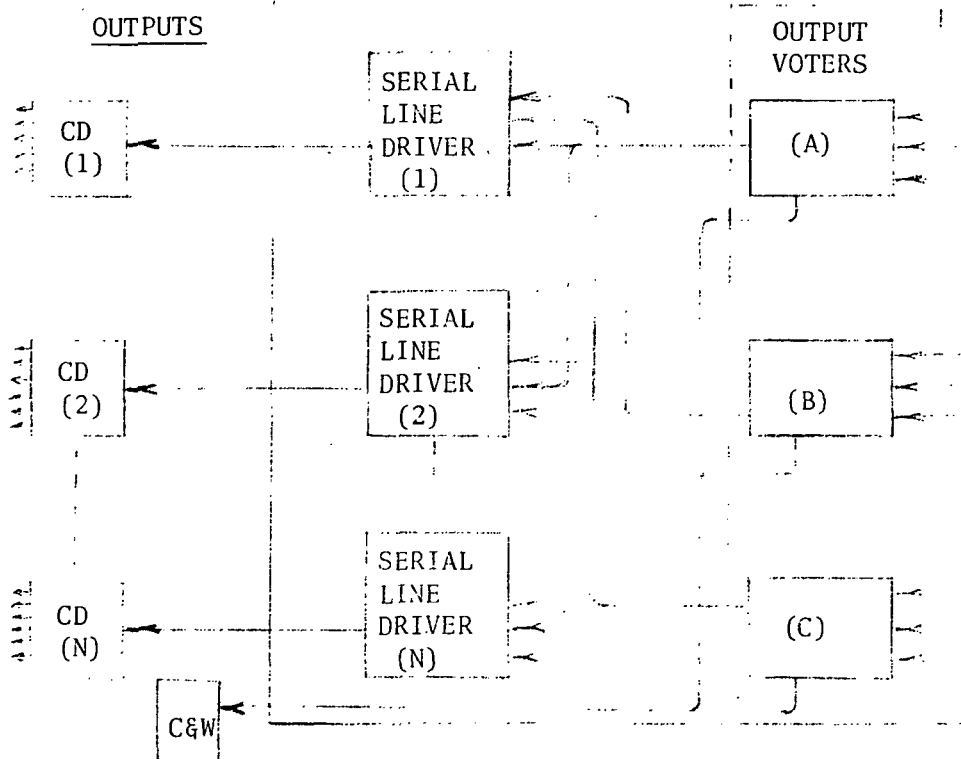 OUTPUTS
OUTPUT
VOTERS
CD
(1)
SERIAL
LINE
DRIVER
(1)
(A)
CD
(2)
SERIAL
LINE
DRIVER
(2)
(B)
CD
(N)
SERIAL
LINE
DRIVER
(N)
(C)
C&W